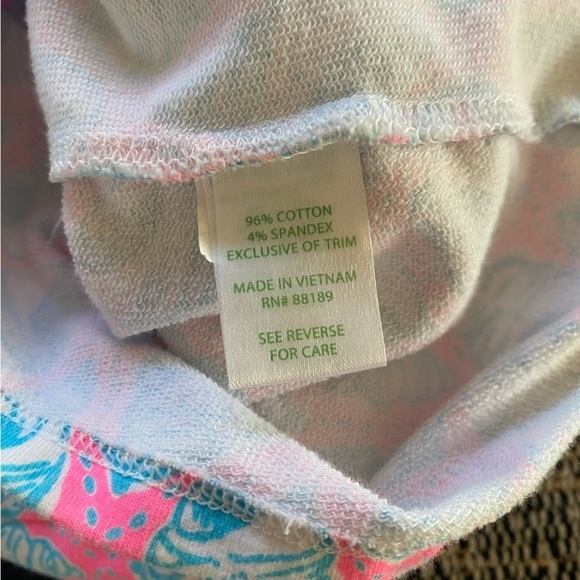 96% COTTON
4% SPANDEX
EXCLUSIVE OF TRIM
MADE IN VIETNAM
RN# 88189
SEE REVERSE
FOR CARE